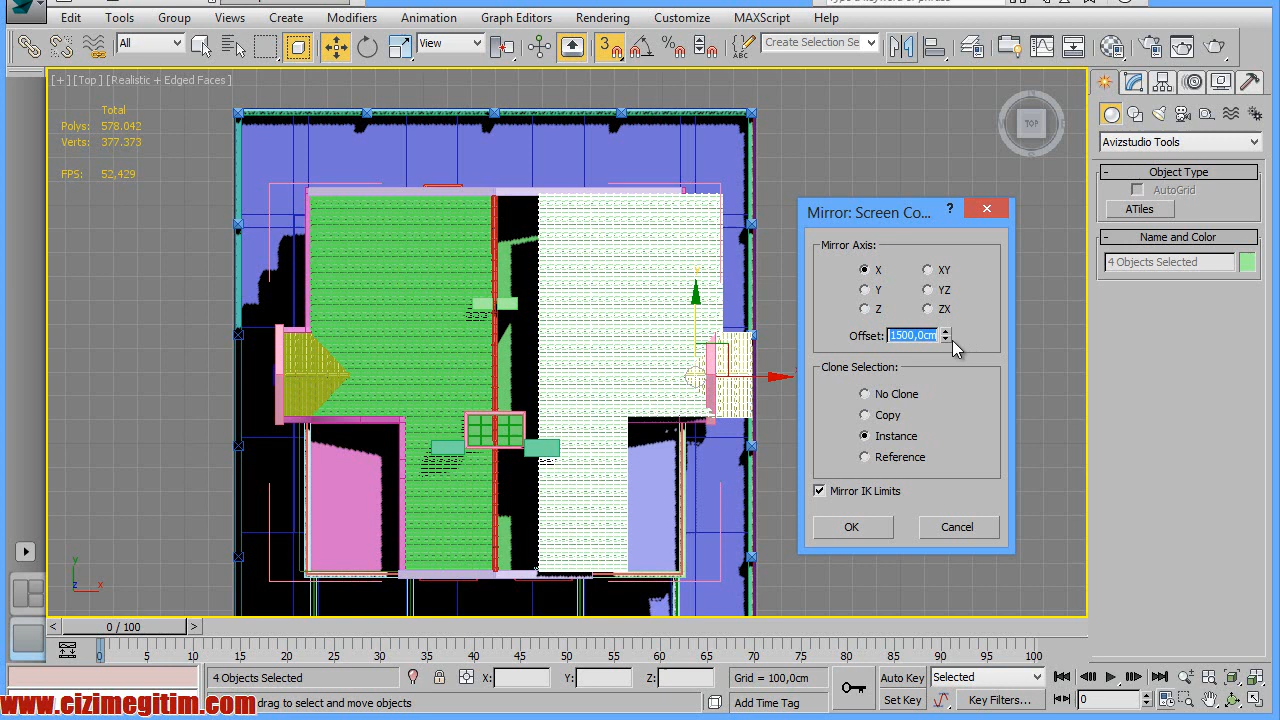 Edit Tools Group Views Create Modifiers Animation Graph Editors Rendering Customize MAXScript Help
All View 3 Create Selection Se
[+] [Top] [Realistic + Edged Faces]
Total
Polys: 578.042
Verts: 377.373
FPS: 52,429
TOP
Avizstudio Tools
- Object Type
AutoGrid
ATiles
- Name and Color
4 Objects Selected
Mirror: Screen Co... ?
Mirror Axis:
X XY
Y YZ
Z ZX
Offset: 1500,0cm
Clone Selection:
No Clone
Copy
Instance
Reference
Mirror IK Limits
OK Cancel
y
z x
< 0 / 100 >
0 5 10 15 20 25 30 35 40 45 50 55 60 65 70 75 80 85 90 95 100
4 Objects Selected X: Y: Z: Grid = 100,0cm Auto Key Selected
www.cizimegitim.com drag to select and move objects Add Time Tag Set Key Key Filters... 0